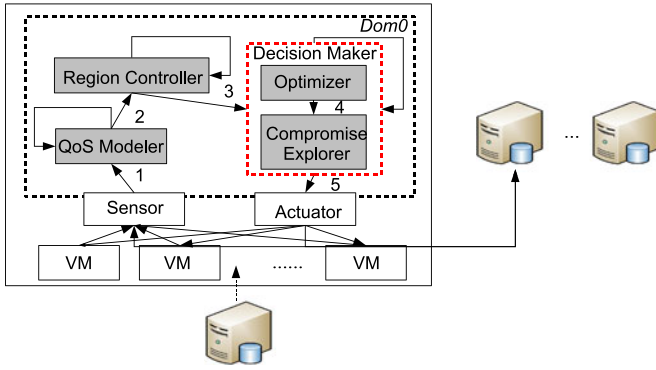 Dom0
Decision Maker
Region Controller
Optimizer
3
4
2
QoS Modeler
Compromise
Explorer
1
5
Sensor
Actuator
VM
VM
......
VM
...